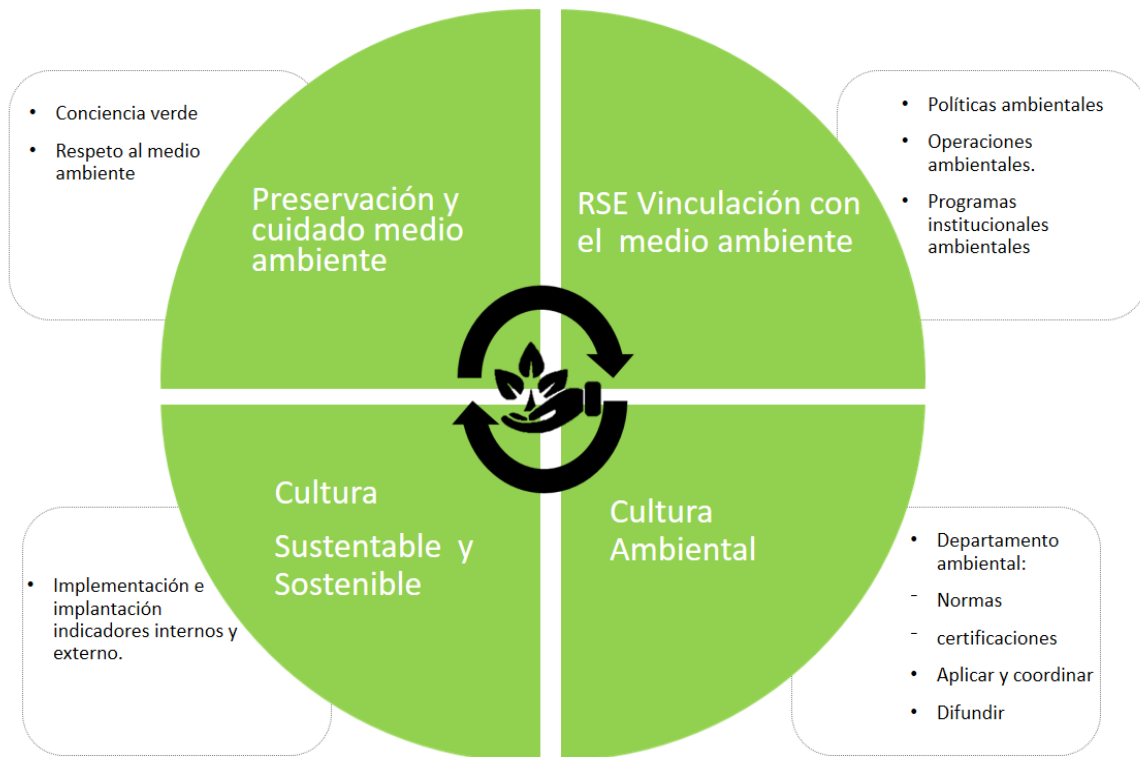 • Conciencia verde
• Respeto al medio
ambiente
Preservación y
cuidado medio
ambiente
RSE Vinculación con
el medio ambiente
• Políticas ambientales
• Operaciones
ambientales.
• Programas
institucionales
ambientales
Cultura
Sustentable y
Sostenible
• Implementación e
implantación
indicadores internos y
externo.
Cultura
Ambiental
• Departamento
ambiental:
- Normas
- certificaciones
• Aplicar y coordinar
• Difundir